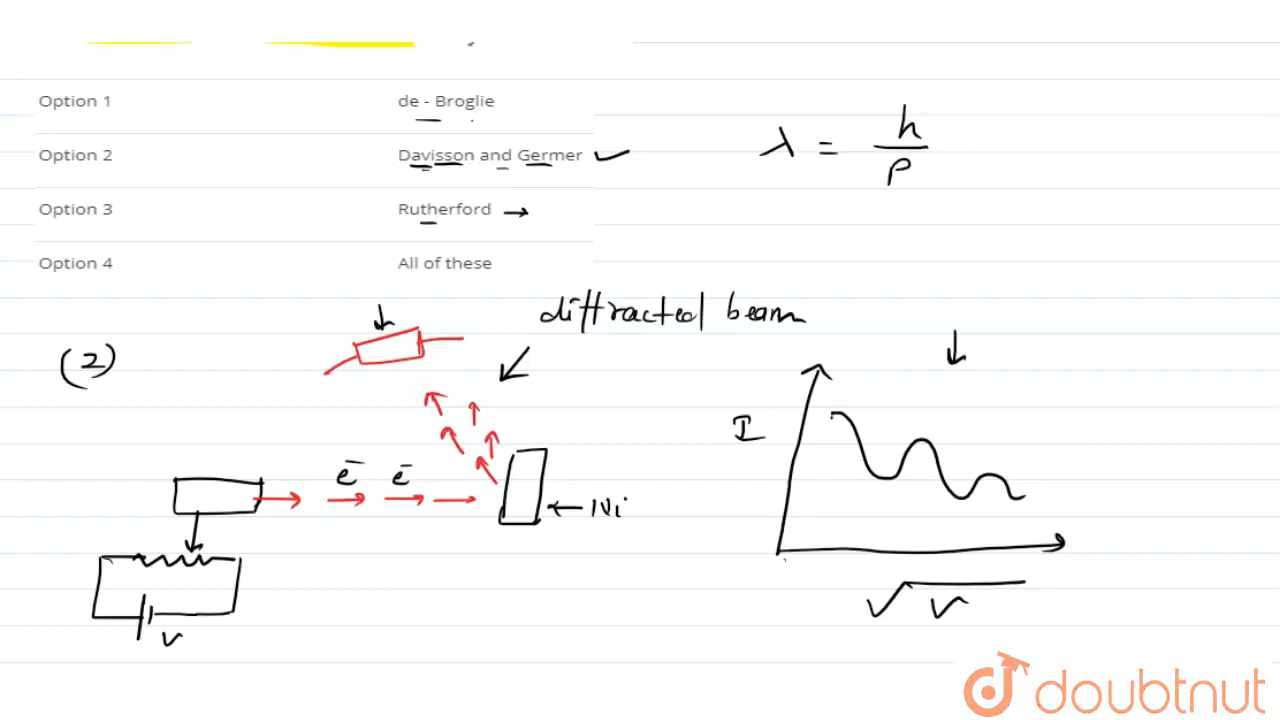 Option 1 de - Broglie
Option 2 Davisson and Germer
Option 3 Rutherford
Option 4 All of these
λ = h/P
diffracted beam
(2)
I
e⁻ e⁻
Ni
√V
V
doubtnut